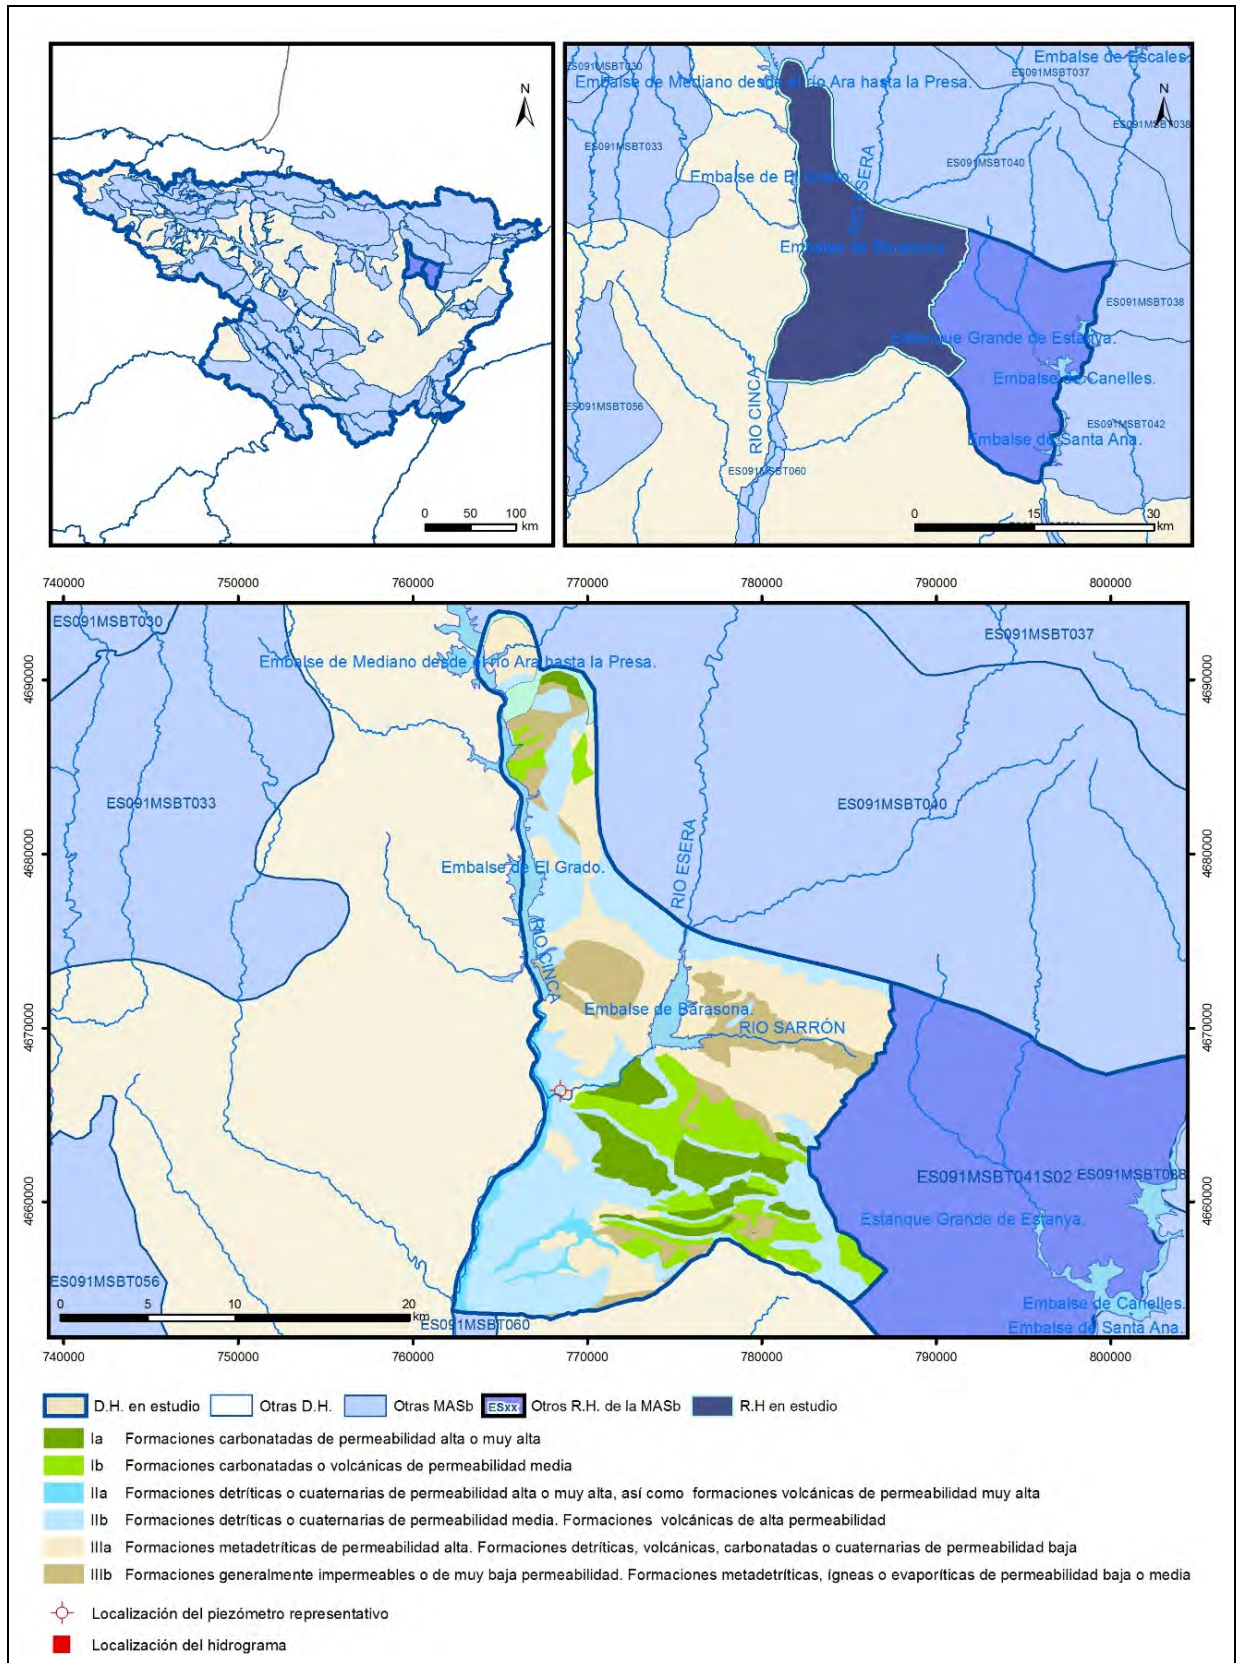 N
0 50 100
km
ES091MSBT030
Embalse de Escales.
ES091MSBT037
Embalse de Mediano desde el río Ara hasta la Presa.
N
ES091MSBT038
ES091MSBT033
ES091MSBT040
Embalse de El Grado.
RIO ESERA
Embalse de Barasona.
ES091MSBT038
Estanque Grande de Estanya.
Embalse de Canelles.
RIO CINCA
ES091MSBT056
ES091MSBT042
Embalse de Santa Ana.
ES091MSBT060
0 15 30
km
740000 750000 760000 770000 780000 790000 800000
ES091MSBT030
ES091MSBT037
Embalse de Mediano desde el río Ara hasta la Presa.
4690000 4690000
ES091MSBT033
ES091MSBT040
RIO ESERA
4680000 4680000
Embalse de El Grado.
RIO CINCA
Embalse de Barasona.
4670000 4670000
RIO SARRÓN
ES091MSBT041S02 ES091MSBT038
4660000 4660000
Estanque Grande de Estanya.
ES091MSBT056
Embalse de Canelles.
0 5 10 20
km
ES091MSBT060
Embalse de Santa Ana.
740000 750000 760000 770000 780000 790000 800000
D.H. en estudio Otras D.H. Otras MASb ESxx Otros R.H. de la MASb R.H en estudio
Ia Formaciones carbonatadas de permeabilidad alta o muy alta
Ib Formaciones carbonatadas o volcánicas de permeabilidad media
IIa Formaciones detríticas o cuaternarias de permeabilidad alta o muy alta, así como formaciones volcánicas de permeabilidad muy alta
IIb Formaciones detríticas o cuaternarias de permeabilidad media. Formaciones volcánicas de alta permeabilidad
IIIa Formaciones metadetríticas de permeabilidad alta. Formaciones detríticas, volcánicas, carbonatadas o cuaternarias de permeabilidad baja
IIIb Formaciones generalmente impermeables o de muy baja permeabilidad. Formaciones metadetríticas, ígneas o evaporíticas de permeabilidad baja o media
Localización del piezómetro representativo
Localización del hidrograma